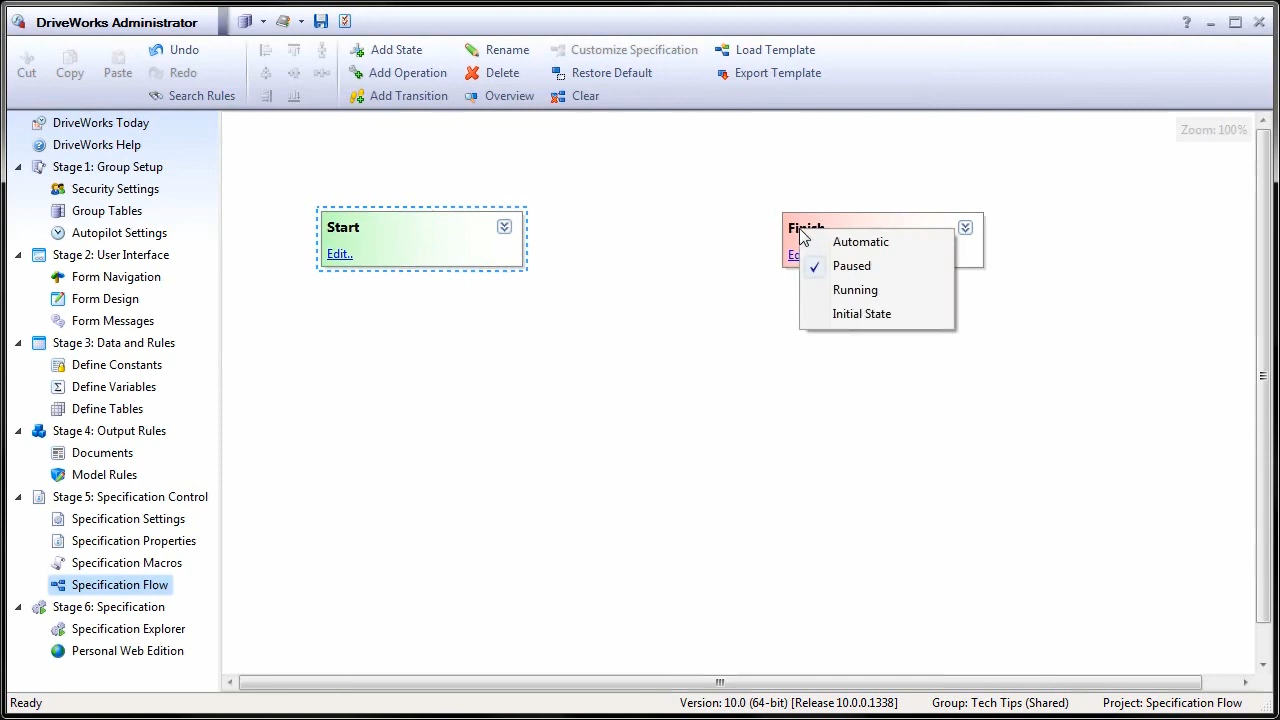 DriveWorks Administrator
?
Cut
Copy
Paste
Undo
Redo
Search Rules
Add State
Add Operation
Add Transition
Rename
Delete
Overview
Customize Specification
Restore Default
Clear
Load Template
Export Template
DriveWorks Today
DriveWorks Help
Stage 1: Group Setup
Security Settings
Group Tables
Autopilot Settings
Stage 2: User Interface
Form Navigation
Form Design
Form Messages
Stage 3: Data and Rules
Define Constants
Define Variables
Define Tables
Stage 4: Output Rules
Documents
Model Rules
Stage 5: Specification Control
Specification Settings
Specification Properties
Specification Macros
Specification Flow
Stage 6: Specification
Specification Explorer
Personal Web Edition
Zoom: 100%
Start
Edit..
Finish
Automatic
Paused
Running
Initial State
Ready
Version: 10.0 (64-bit) [Release 10.0.0.1338]
Group: Tech Tips (Shared)
Project: Specification Flow